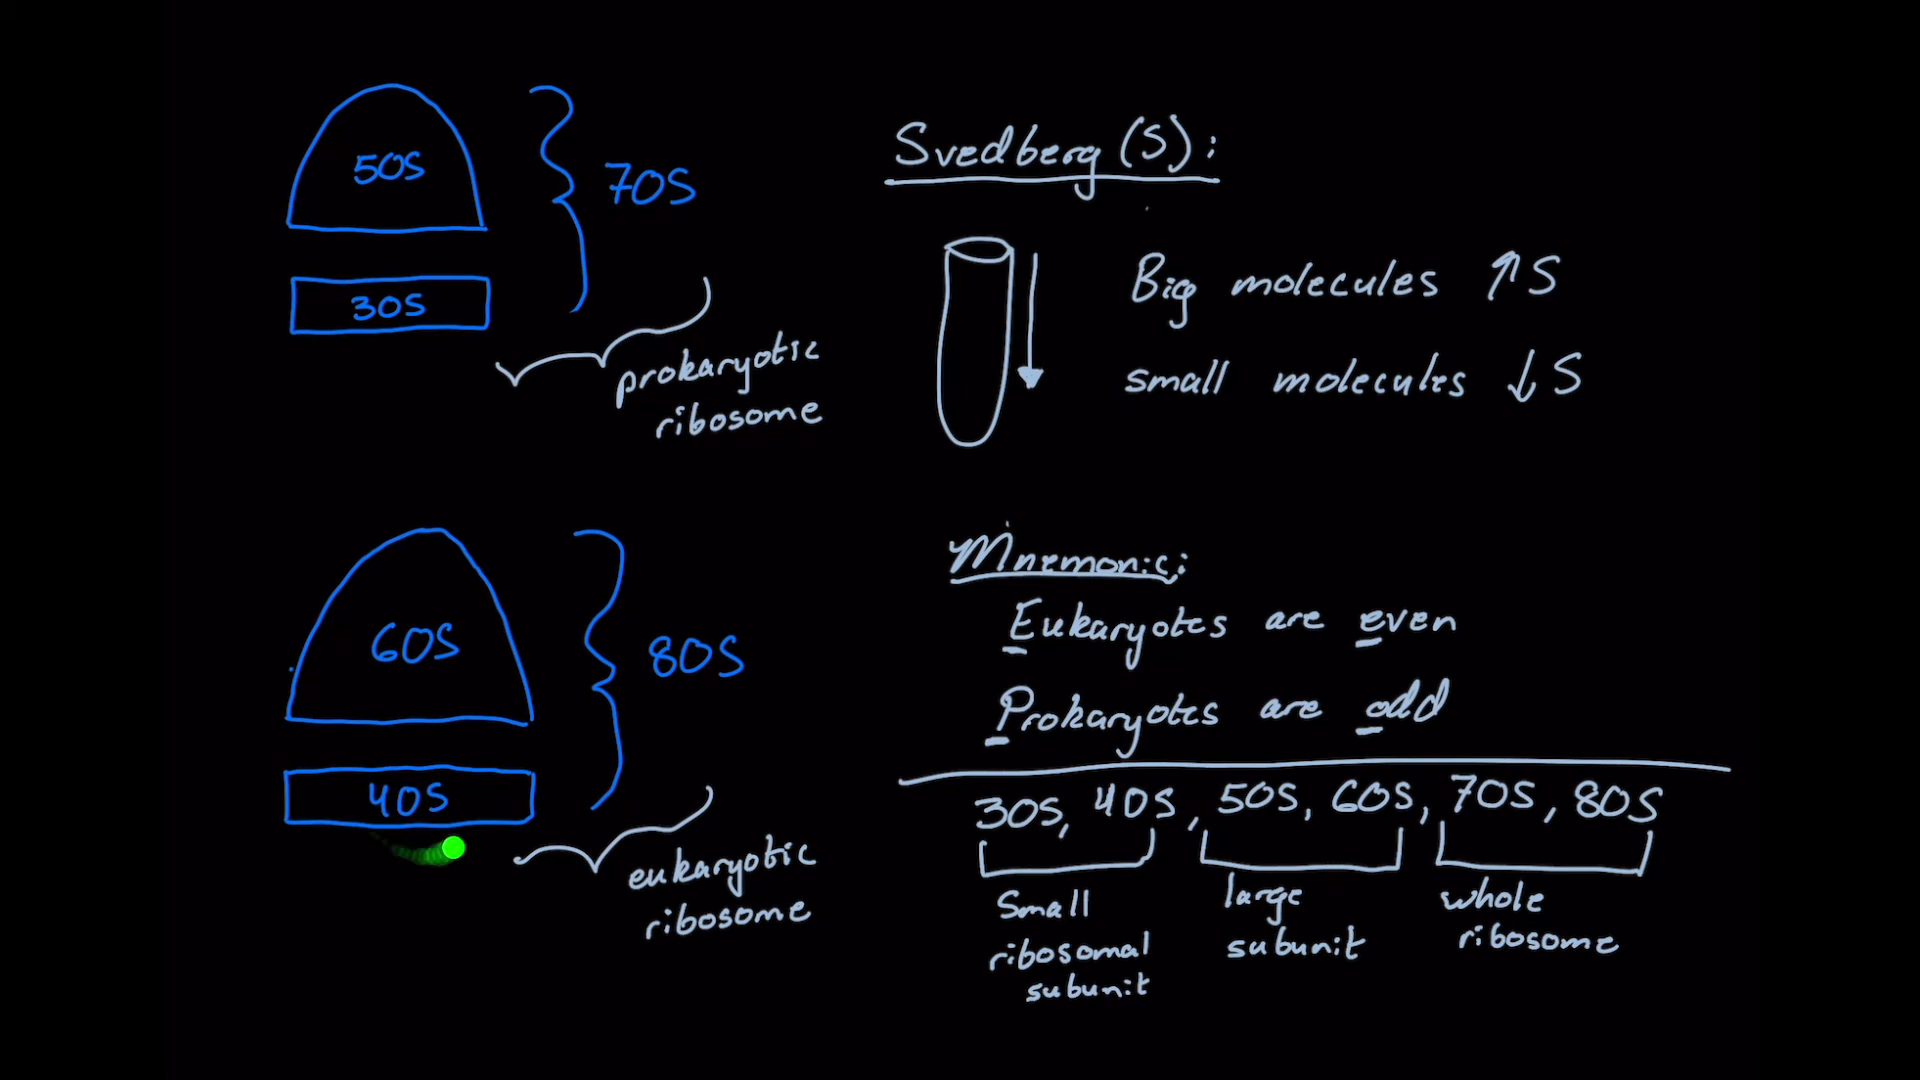 50S
70S
30S
prokaryotic
ribosome
Svedberg (S):
Big molecules ↑S
small molecules ↓S
60S
80S
40S
eukaryotic
ribosome
Mnemonic:
Eukaryotes are even
Prokaryotes are odd
30S, 40S, 50S, 60S, 70S, 80S
Small
ribosomal
subunit
large
subunit
whole
ribosome